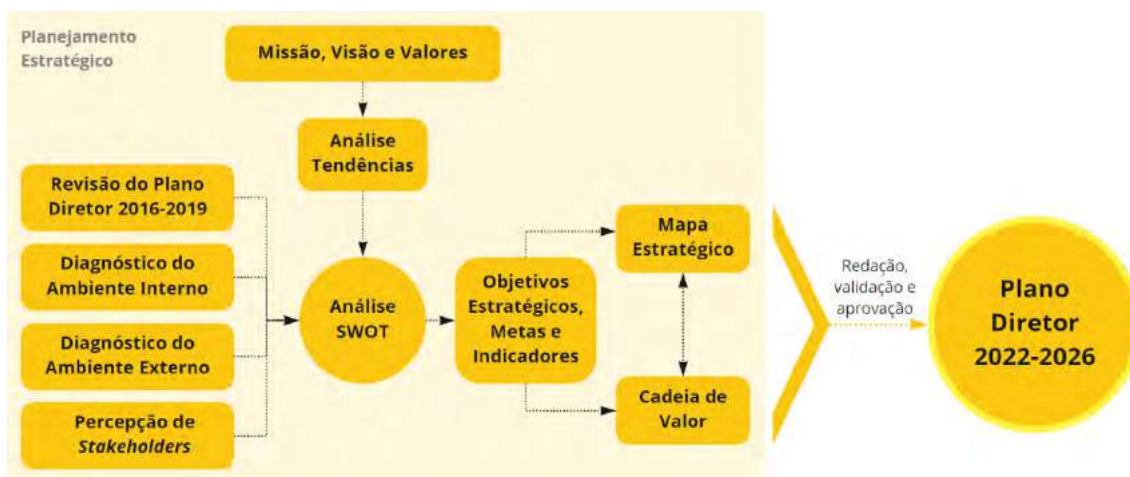 Planejamento
Estratégico
Missão, Visão e Valores
Análise
Tendências
Revisão do Plano
Diretor 2016-2019
Diagnóstico do
Ambiente Interno
Diagnóstico do
Ambiente Externo
Percepção de
Stakeholders
Análise
SWOT
Objetivos
Estratégicos,
Metas e
Indicadores
Mapa
Estratégico
Cadeia de
Valor
Redação,
validação e
aprovação
Plano
Diretor
2022-2026